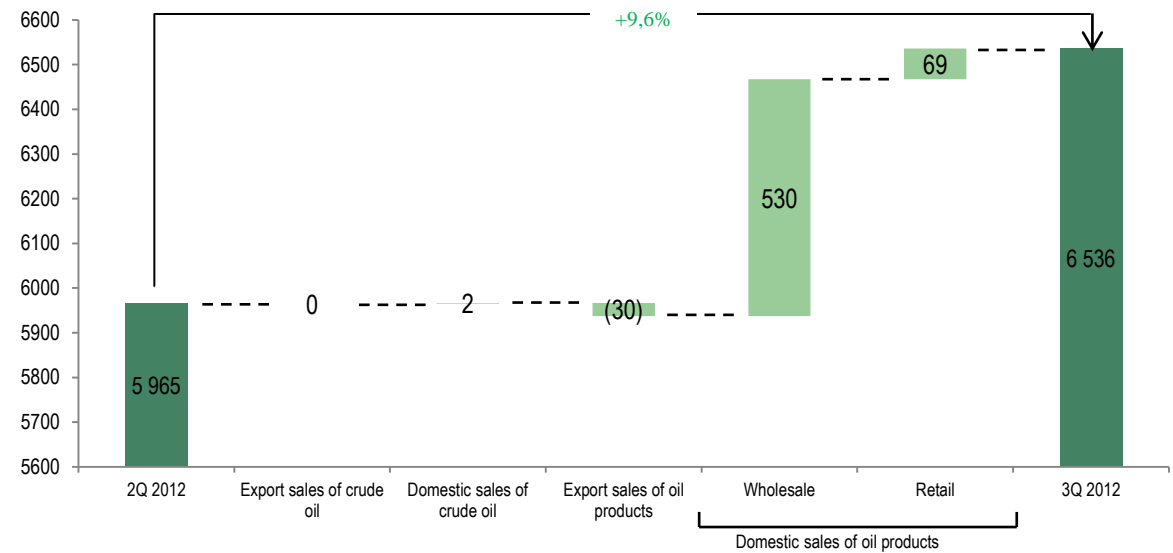 +9,6%
6600
6500
6400
6300
6200
6100
6000
5900
5800
5700
5600
5 965
0
2
(30)
530
69
6 536
2Q 2012
Export sales of crude
oil
Domestic sales of
crude oil
Export sales of oil
products
Wholesale
Retail
3Q 2012
Domestic sales of oil products